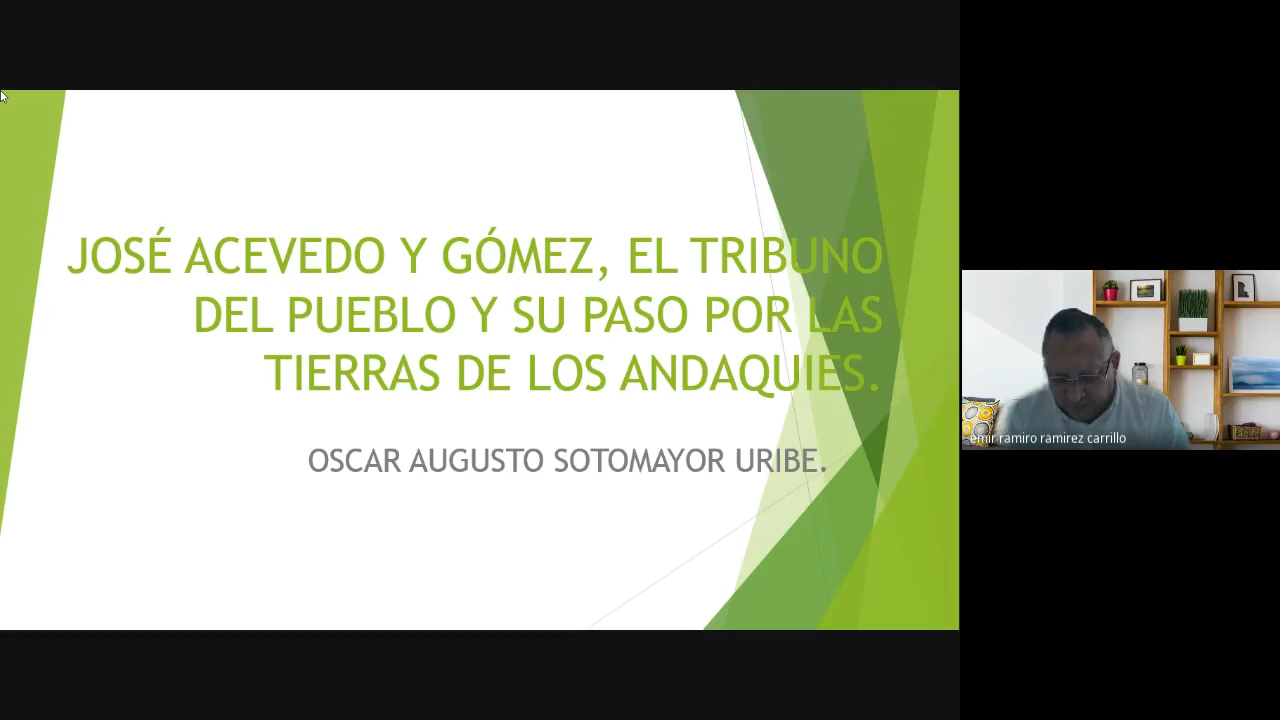 JOSÉ ACEVEDO Y GÓMEZ, EL TRIBUNO
DEL PUEBLO Y SU PASO POR LAS
TIERRAS DE LOS ANDAQUIES.
OSCAR AUGUSTO SOTOMAYOR URIBE.
emir ramiro ramirez carrillo